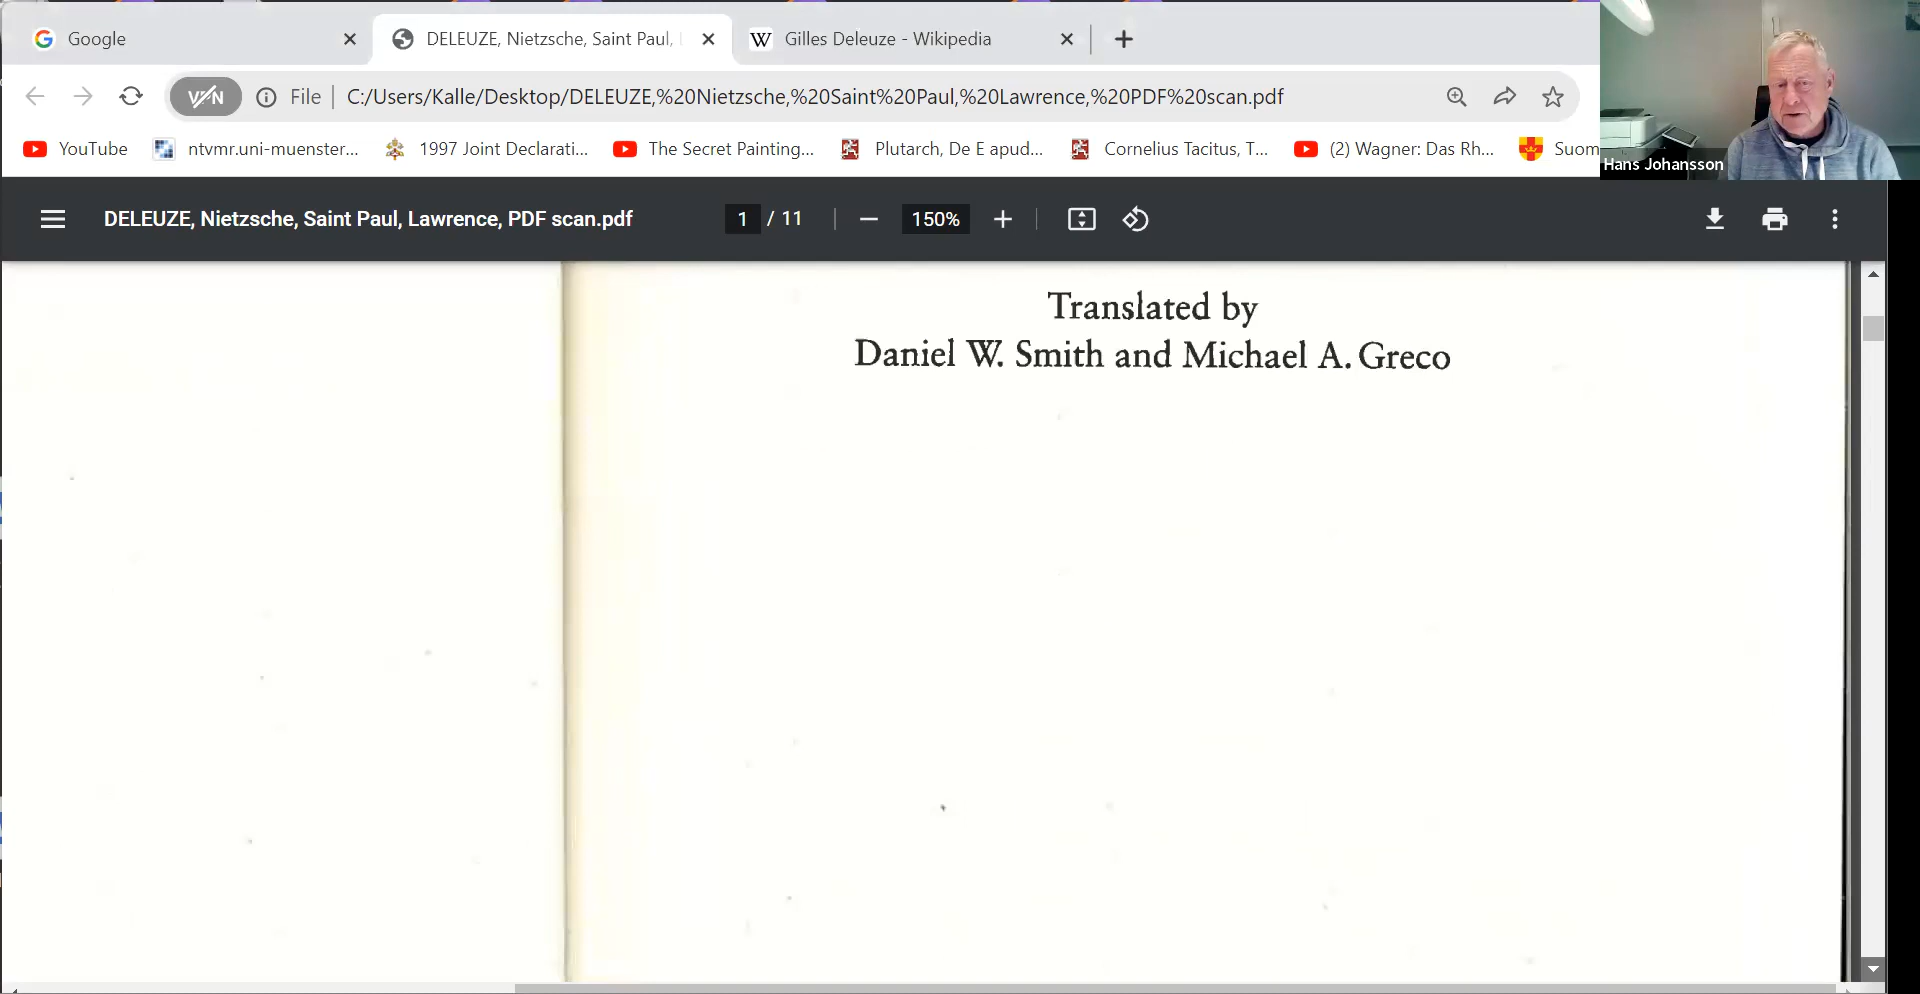 Google
DELEUZE, Nietzsche, Saint Paul,
Gilles Deleuze - Wikipedia
VPN
File
C:/Users/Kalle/Desktop/DELEUZE,%20Nietzsche,%20Saint%20Paul,%20Lawrence,%20PDF%20scan.pdf
YouTube
ntvmr.uni-muenster...
1997 Joint Declarati...
The Secret Painting...
Plutarch, De E apud...
Cornelius Tacitus, T...
(2) Wagner: Das Rh...
Suom
Hans Johansson
DELEUZE, Nietzsche, Saint Paul, Lawrence, PDF scan.pdf
1 / 11
150%
Translated by
Daniel W. Smith and Michael A. Greco